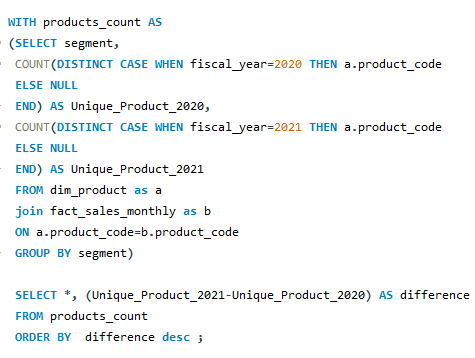 WITH products_count AS
(SELECT segment,
COUNT(DISTINCT CASE WHEN fiscal_year=2020 THEN a.product_code
ELSE NULL
END) AS Unique_Product_2020,
COUNT(DISTINCT CASE WHEN fiscal_year=2021 THEN a.product_code
ELSE NULL
END) AS Unique_Product_2021
FROM dim_product as a
join fact_sales_monthly as b
ON a.product_code=b.product_code
GROUP BY segment)
SELECT *, (Unique_Product_2021-Unique_Product_2020) AS difference
FROM products_count
ORDER BY  difference desc ;